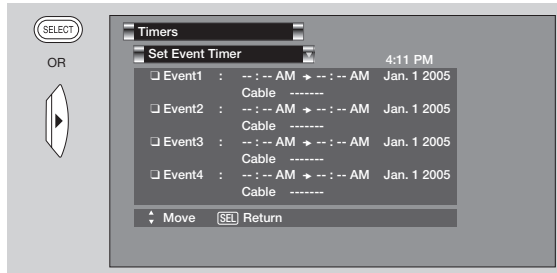 SELECT
OR
Timers
Set Event Timer
4:11 PM
❏ Event1 : -- : -- AM ➛ -- : -- AM Jan. 1 2005
Cable -------
❏ Event2 : -- : -- AM ➛ -- : -- AM Jan. 1 2005
Cable -------
❏ Event3 : -- : -- AM ➛ -- : -- AM Jan. 1 2005
Cable -------
❏ Event4 : -- : -- AM ➛ -- : -- AM Jan. 1 2005
Cable -------
Move SEL Return